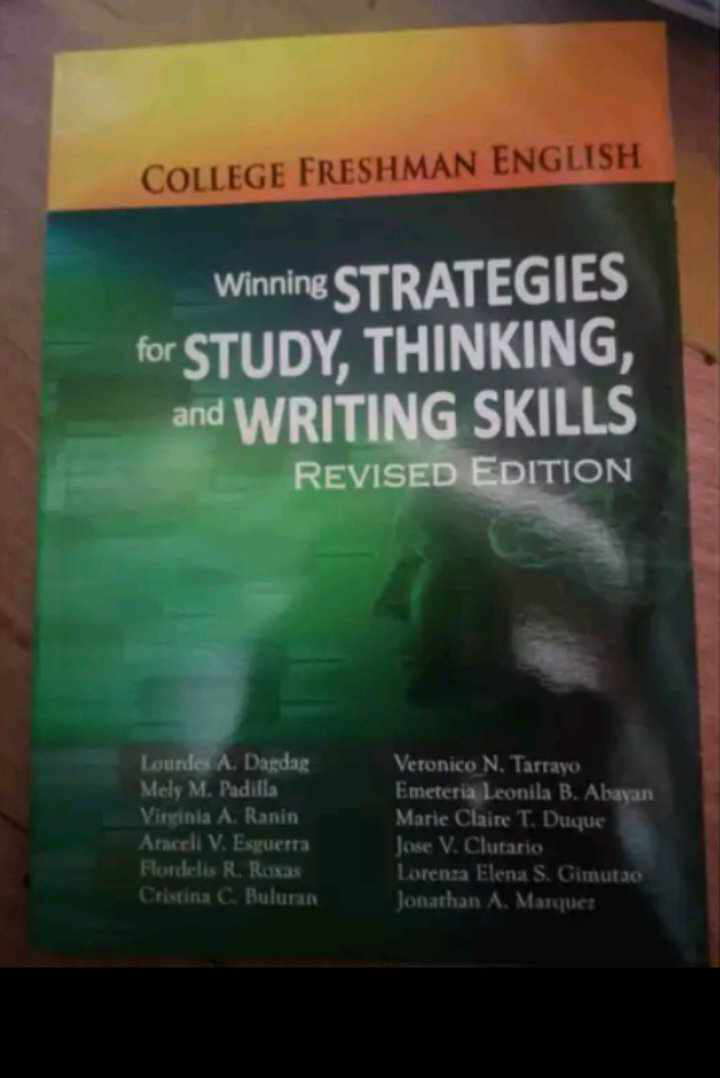 COLLEGE FRESHMAN ENGLISH
Winning STRATEGIES
for STUDY, THINKING,
and WRITING SKILLS
REVISED EDITION
Lourdes A. Dagdag
Mely M. Padilla
Virginia A. Ranin
Araceli V. Esguerra
Flordelis R. Roxas
Cristina C. Buluran
Veronico N. Tarrayo
Emeteria Leonila B. Abayan
Marie Claire T. Duque
Jose V. Clutario
Lorenza Elena S. Gimutao
Jonathan A. Marquez